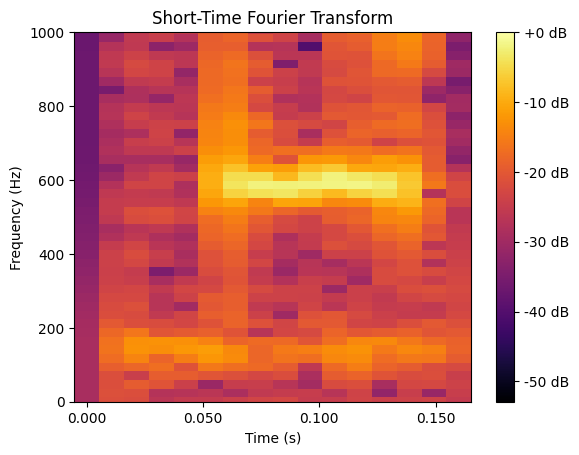 Short-Time Fourier Transform
1000
800
600
400
200
0
Frequency (Hz)
0.000
0.050
0.100
0.150
Time (s)
+0 dB
-10 dB
-20 dB
-30 dB
-40 dB
-50 dB